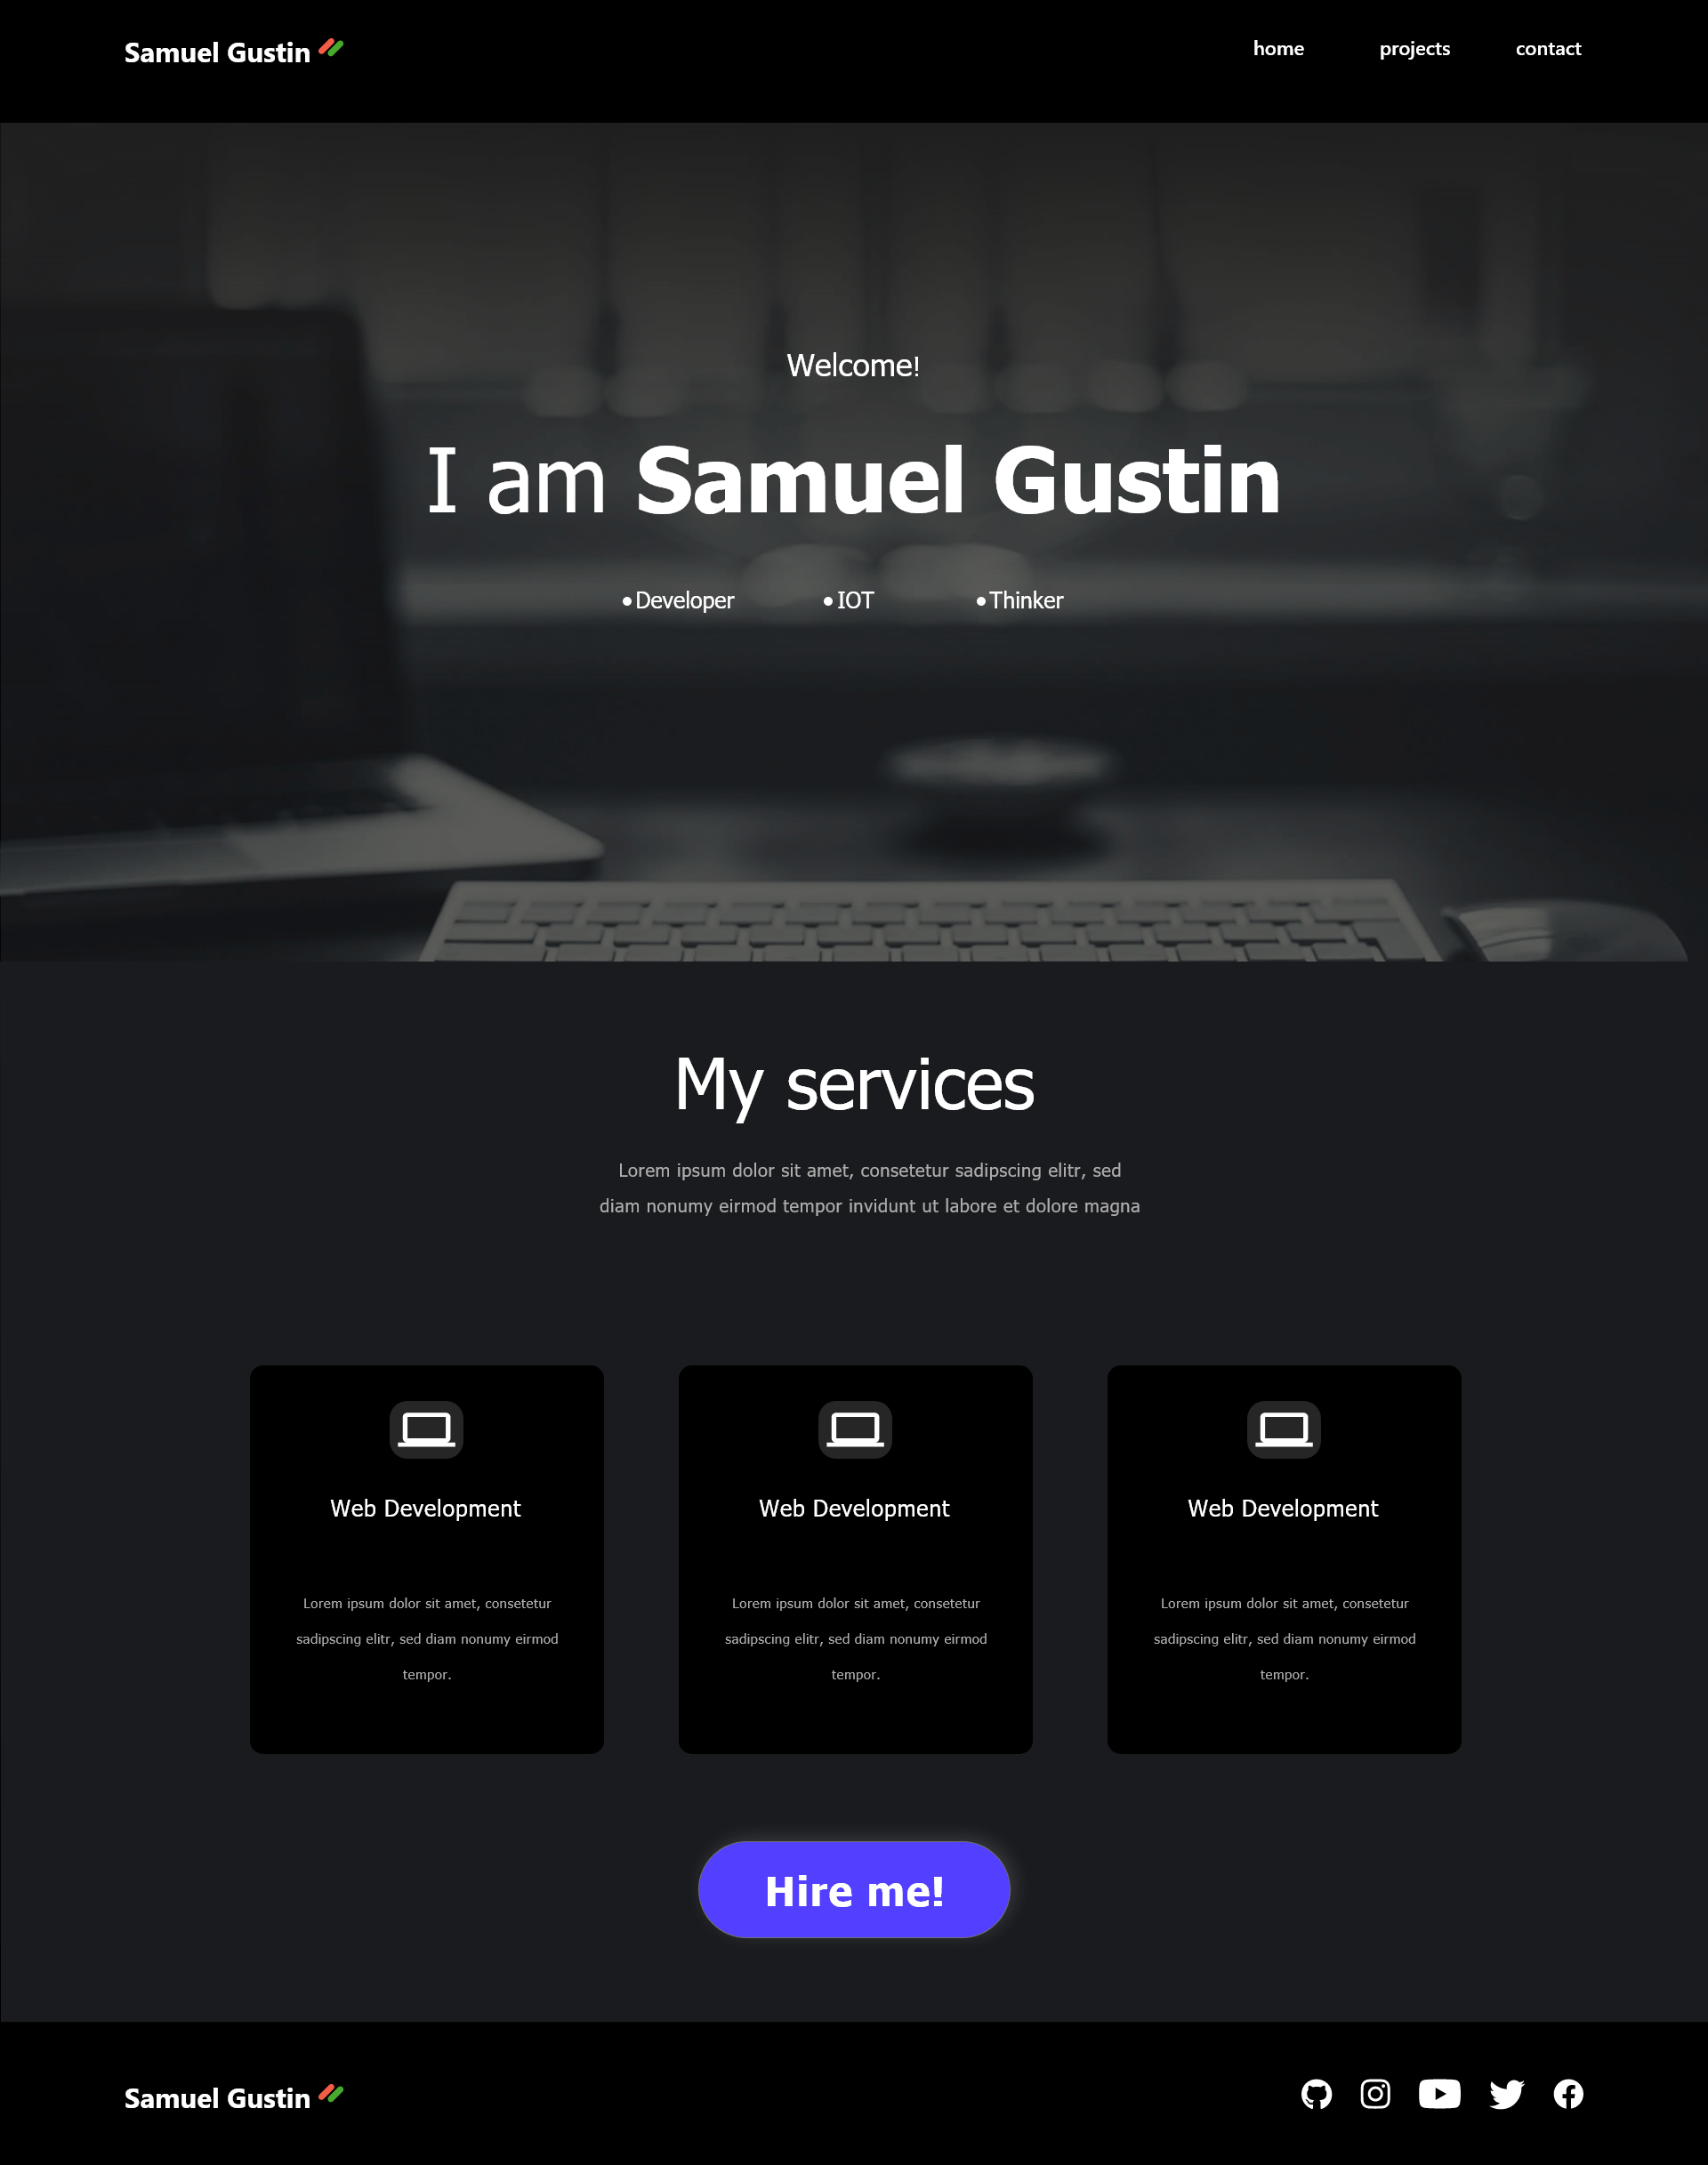 Samuel Gustin
home projects contact
Welcome!
I am Samuel Gustin
•Developer •IOT •Thinker
My services
Lorem ipsum dolor sit amet, consetetur sadipscing elitr, sed
diam nonumy eirmod tempor invidunt ut labore et dolore magna
Web Development
Lorem ipsum dolor sit amet, consetetur
sadipscing elitr, sed diam nonumy eirmod
tempor.
Web Development
Lorem ipsum dolor sit amet, consetetur
sadipscing elitr, sed diam nonumy eirmod
tempor.
Web Development
Lorem ipsum dolor sit amet, consetetur
sadipscing elitr, sed diam nonumy eirmod
tempor.
Hire me!
Samuel Gustin